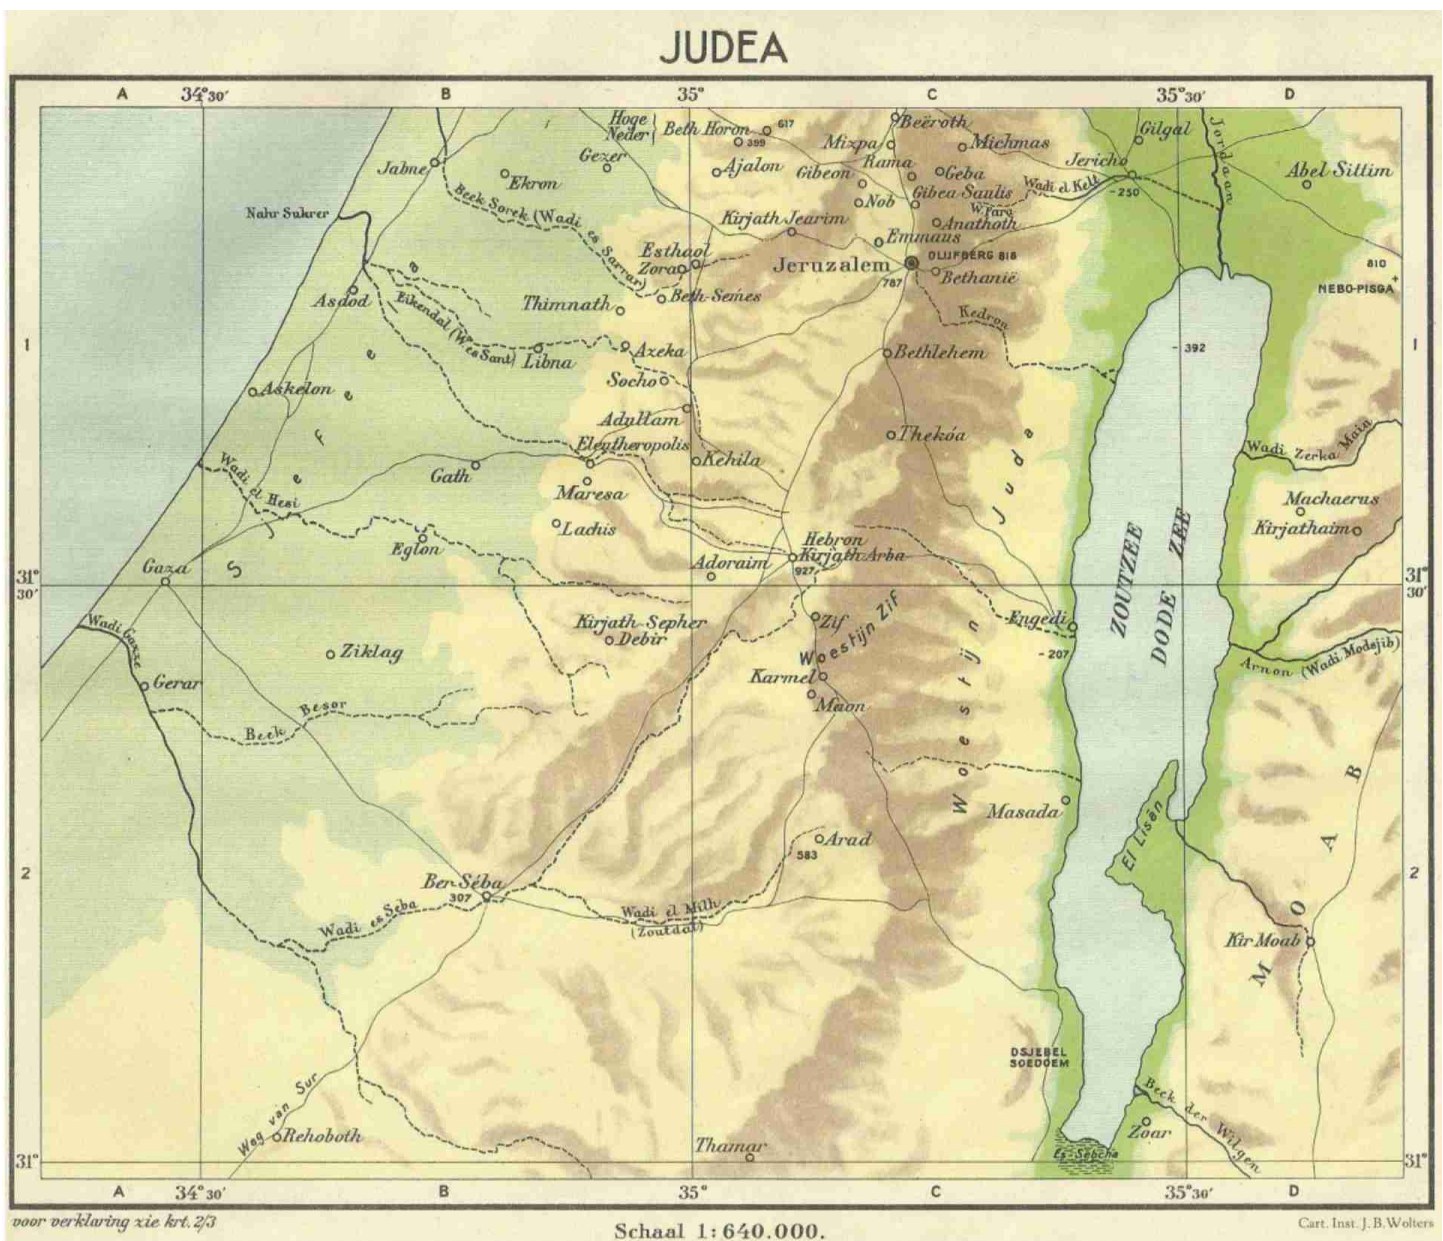 JUDEA
A 34°30' B 35° C 35°30' D
Hoge
Neder
Beth Horon
617
399
Beëroth
Mizpa
Michmas
Gilgal
Jordaan
Jabne
Ekron
Gezer
Ajalon
Gibeon
Rama
Geba
Jericho
- 250
Abel Sittim
Wadi el Kelt
Nahr Sukrer
Beek Sorek (Wadi es Sarrar)
Nob
Gibea-Saulis
W. Fara
Anathoth
Kirjath Jearim
Emmaus
Esthaol
Zora
Jeruzalem
OLIJFBERG 818
787
Bethanië
810
NEBO-PISGA
Asdod
Eikendal (W. es Sant)
Thimnath
Beth-Semes
Kedron
1
Libna
Azeka
Bethlehem
- 392
1
Askelon
Socho
Adullam
Thekóa
Eleutheropolis
Kehila
Wadi Zerka Main
Wadi el Hesi
Gath
Maresa
Machaerus
Kirjathaim
Lachis
Eglon
Sefeela
Hebron
Kirjath Arba
927
Adoraim
Gaza
31°
30'
31°
30'
ZOUTZEE
DODE ZEE
Wadi Gazze
Kirjath-Sepher
Debir
Zif
Woestijn Zif
Engedi
- 207
Woestijn Juda
Arnon (Wadi Modsjib)
Ziklag
Gerar
Karmel
Maon
Beek Besor
Masada
El Lisân
MOAB
Arad
583
2
Ber-Séba
307
2
Wadi es Seba
Wadi el Milh
(Zoutdal)
Kir Moab
DSJEBEL
SOEDOEM
Weg van Sur
Rehoboth
Thamar
Beek der Wilgen
Zoar
Es-Sebcha
31°
31°
A 34°30' B 35° C 35°30' D
voor verklaring zie krt. 2/3
Schaal 1:640.000.
Cart. Inst. J. B. Wolters